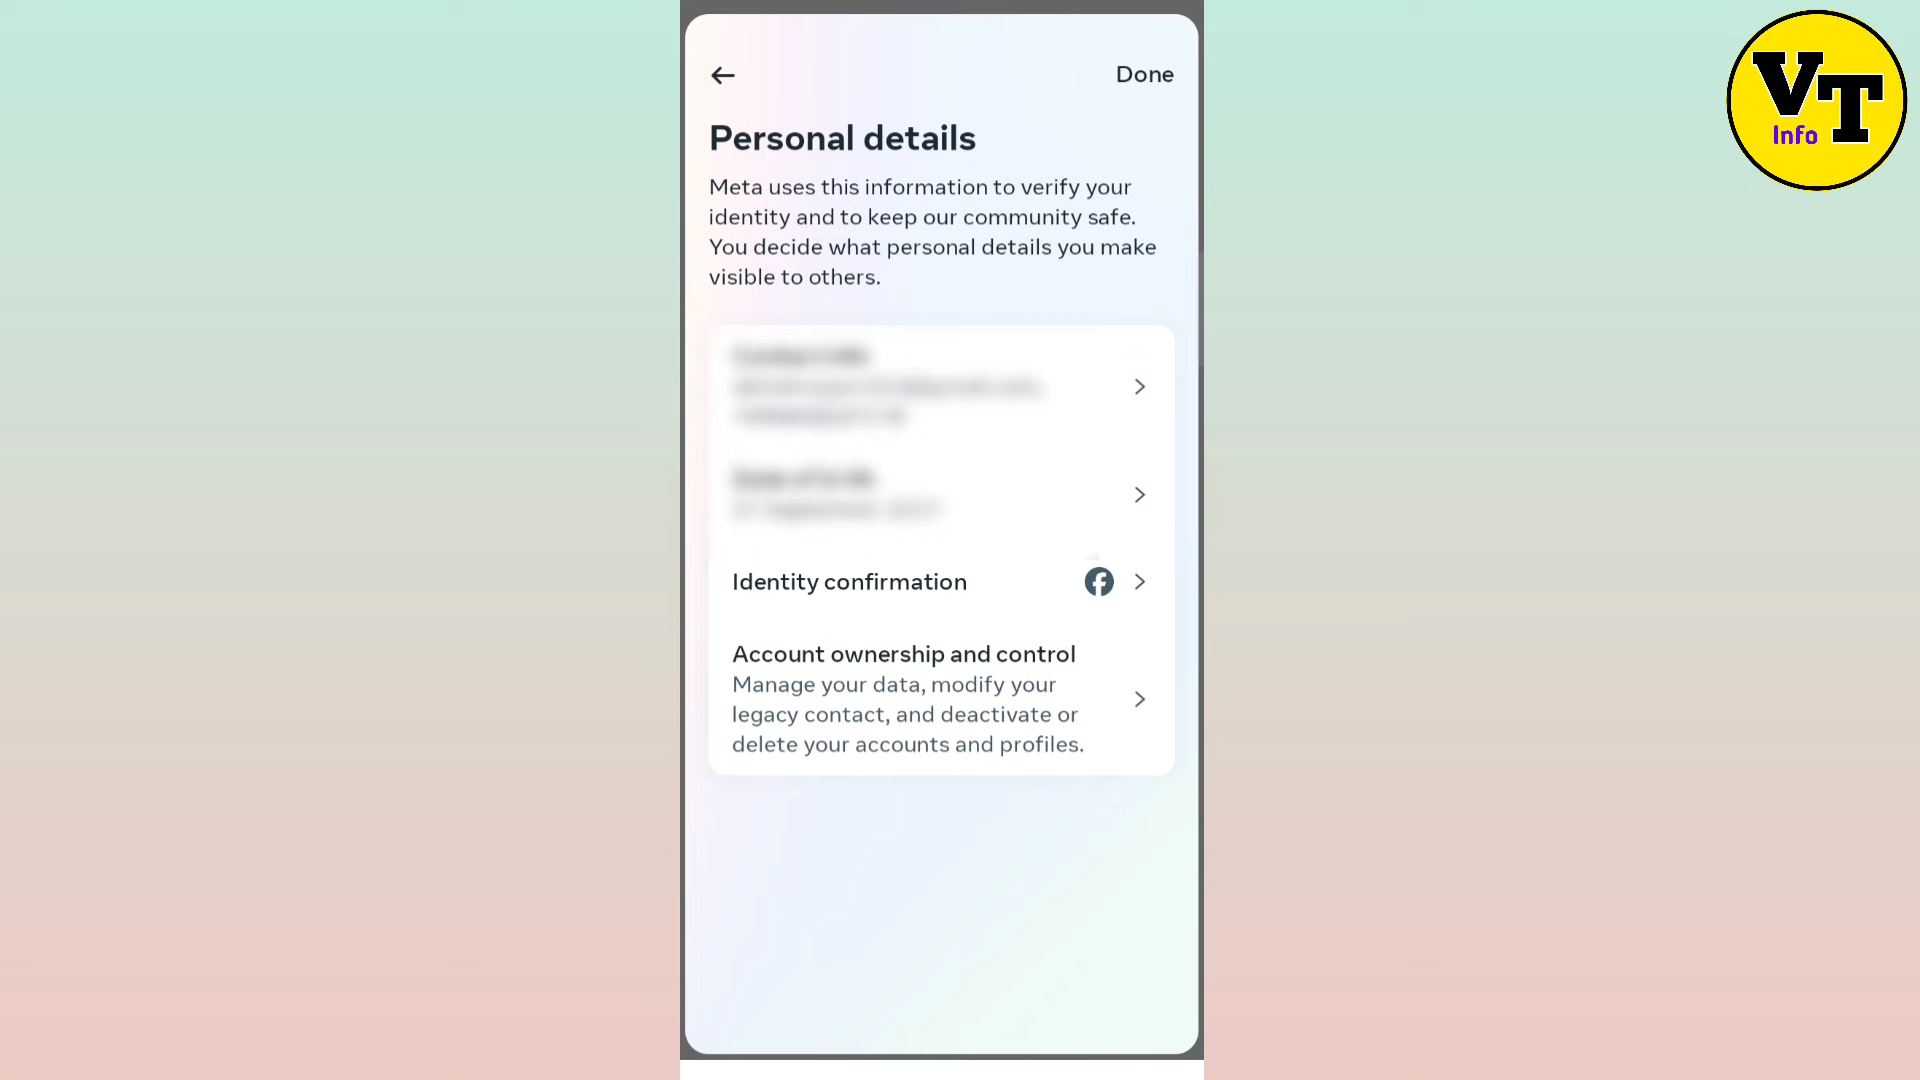 Done
Personal details
Meta uses this information to verify your
identity and to keep our community safe.
You decide what personal details you make
visible to others.
Identity confirmation
Account ownership and control
Manage your data, modify your
legacy contact, and deactivate or
delete your accounts and profiles.
VT
Info